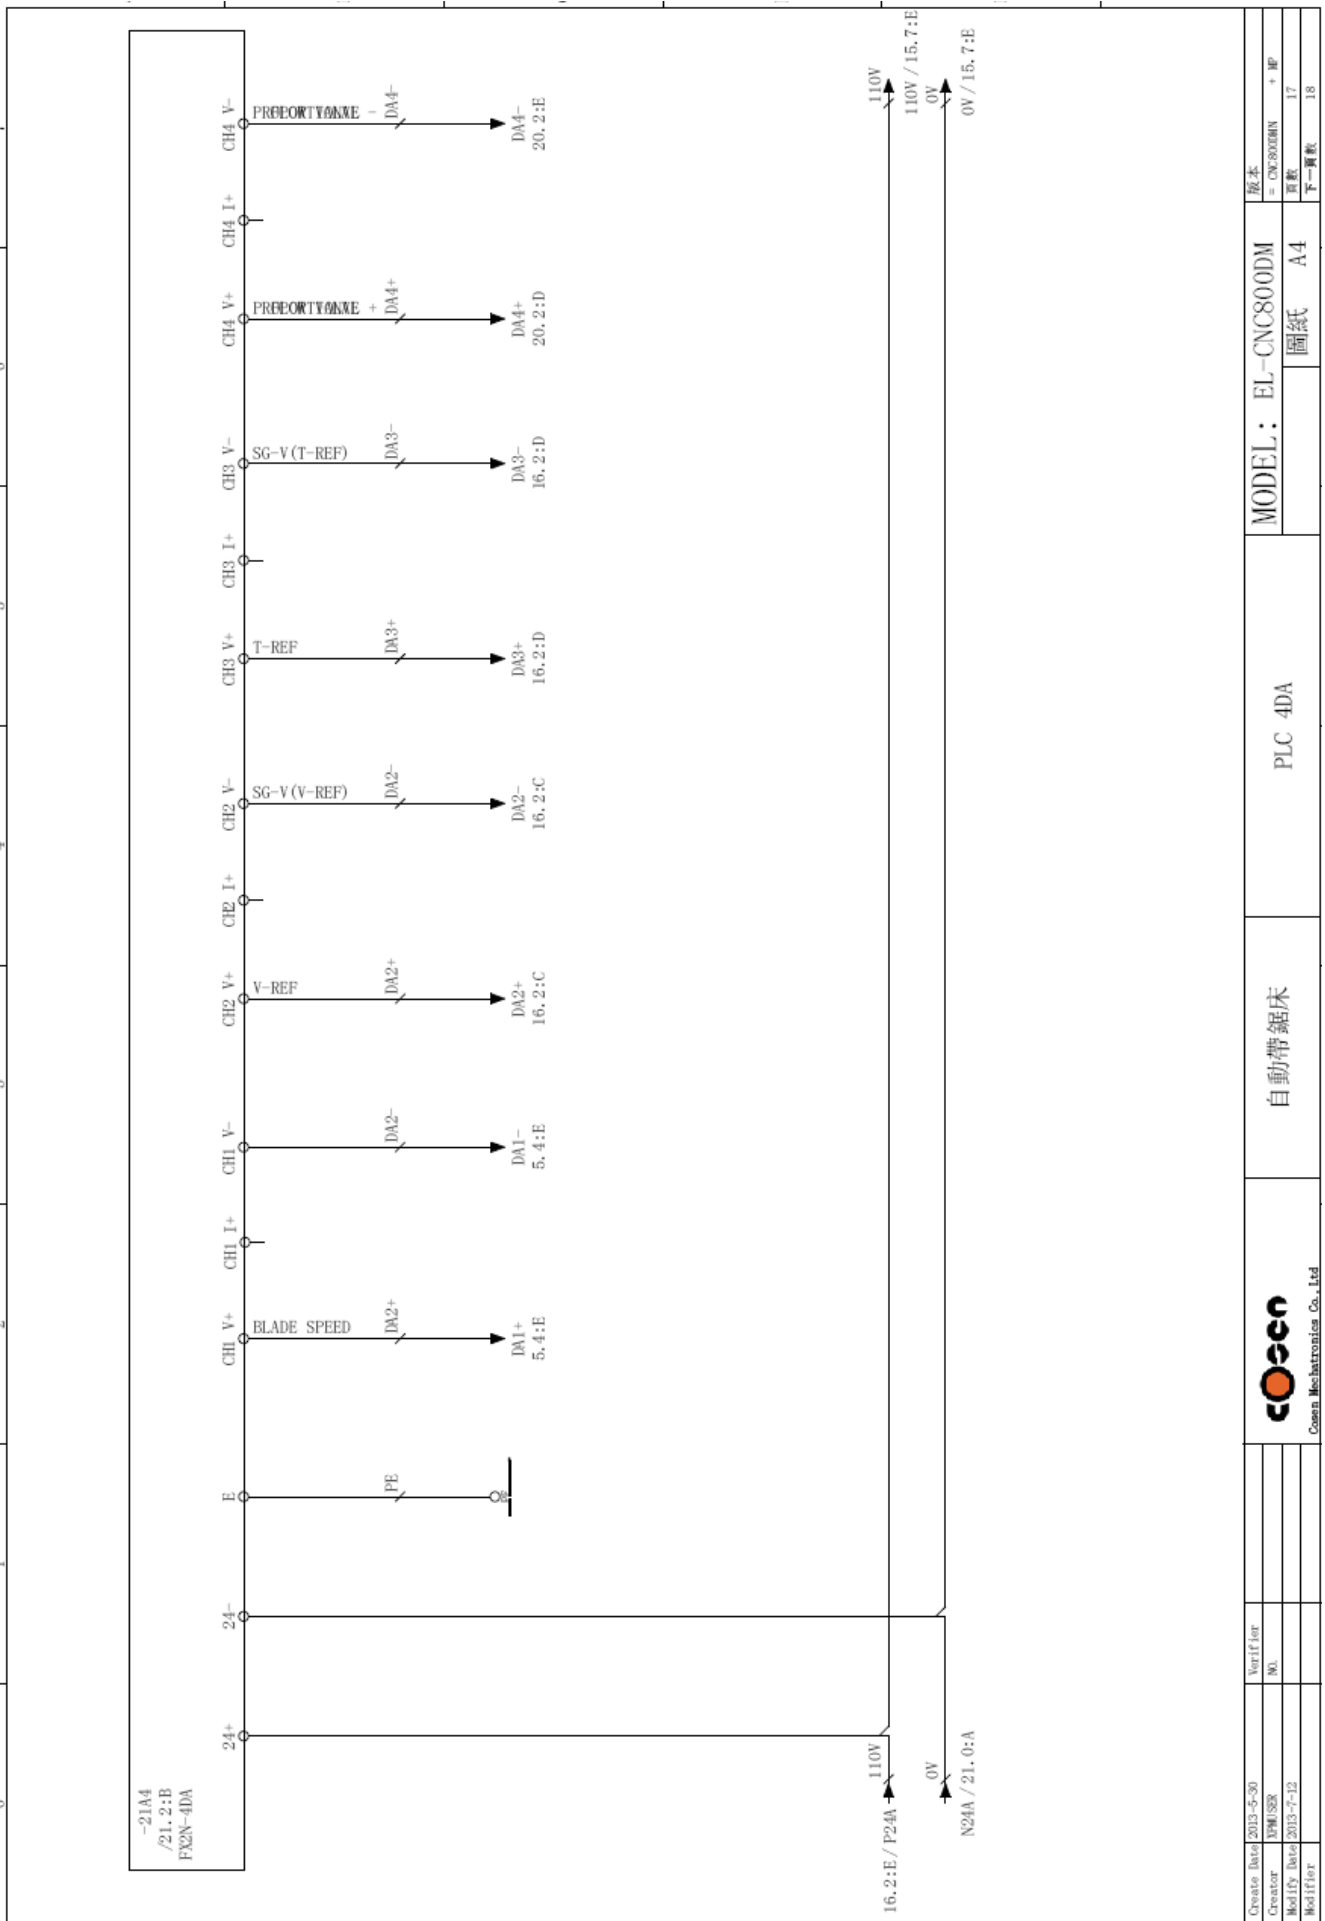 -21A4
/21.2:B
FX2N-4DA
24+
24-
E
PE
CH1 V+
BLADE SPEED
DA2+
DA1+
5.4:E
CH1 I+
CH1 V-
DA2-
DA1-
5.4:E
CH2 V+
V-REF
DA2+
DA2+
16.2:C
CH2 I+
CH2 V-
SG-V(V-REF)
DA2-
DA2-
16.2:C
CH3 V+
T-REF
DA3+
DA3+
16.2:D
CH3 I+
CH3 V-
SG-V(T-REF)
DA3-
DA3-
16.2:D
CH4 V+
+
DA4+
DA4+
20.2:D
CH4 I+
CH4 V-
-
DA4-
DA4-
20.2:E
16.2:E / P24A
110V
110V
110V / 15.7:E
N24A / 21.0:A
0V
0V
0V / 15.7:E
Create Date 2013-5-30
Creator XPMUSER
Modify Date 2013-7-12
Modifier
Verifier
NO.
cosen
Cosen Mechatronics Co., Ltd
自動帶鋸床
PLC 4DA
MODEL: EL-CNC800DM
圖紙 A4
版本
= CNC800DMN + MP
頁數 17
下一頁數 18